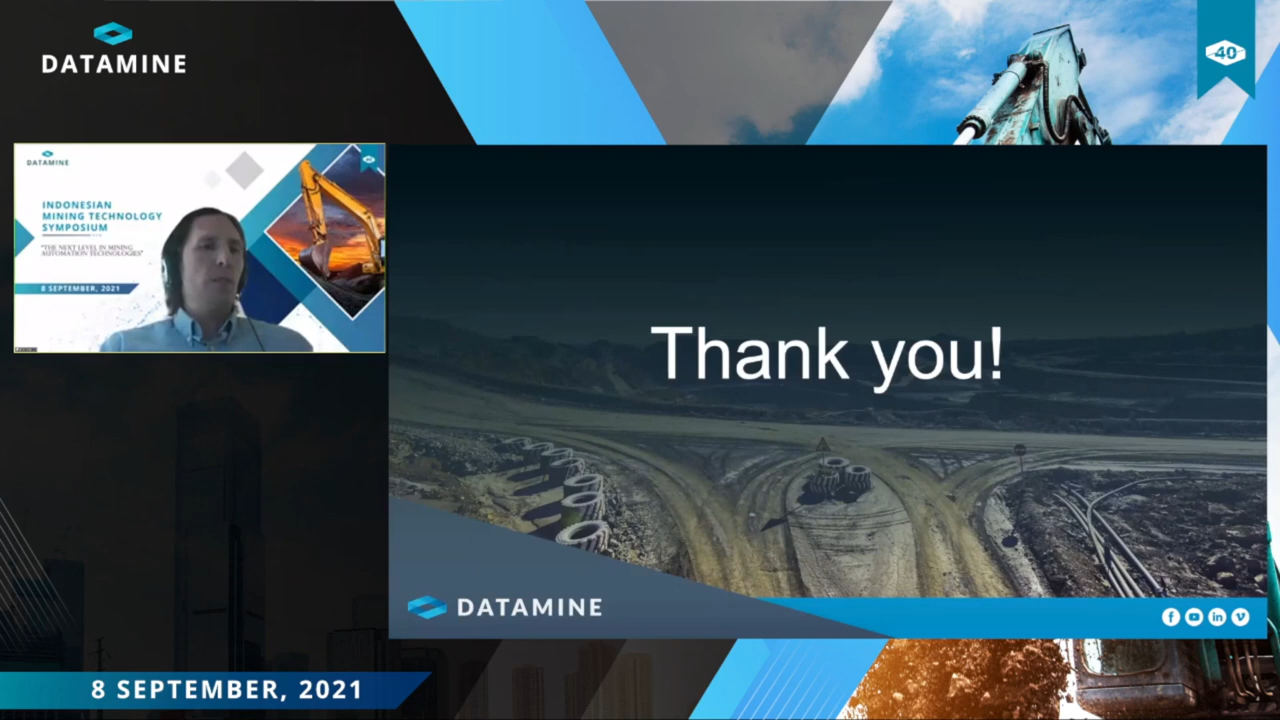 DATAMINE
40
DATAMINE
INDONESIAN
MINING TECHNOLOGY
SYMPOSIUM
"THE NEXT LEVEL IN MINING
AUTOMATION TECHNOLOGIES"
8 SEPTEMBER, 2021
Thank you!
DATAMINE
8 SEPTEMBER, 2021